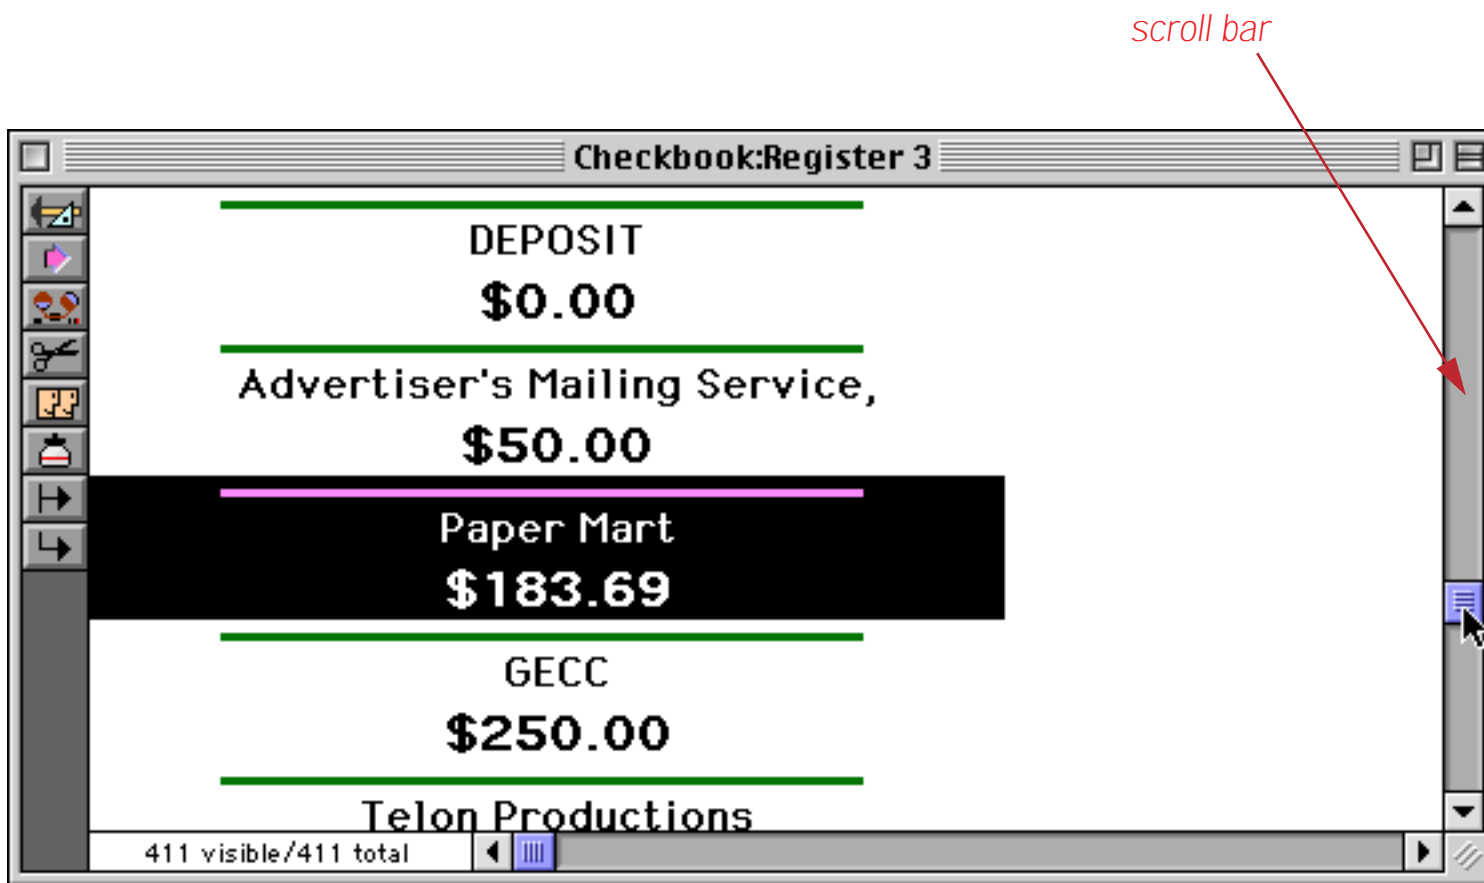 scroll bar
Checkbook:Register 3
DEPOSIT
$0.00
Advertiser's Mailing Service,
$50.00
Paper Mart
$183.69
GECC
$250.00
Telon Productions
411 visible/411 total